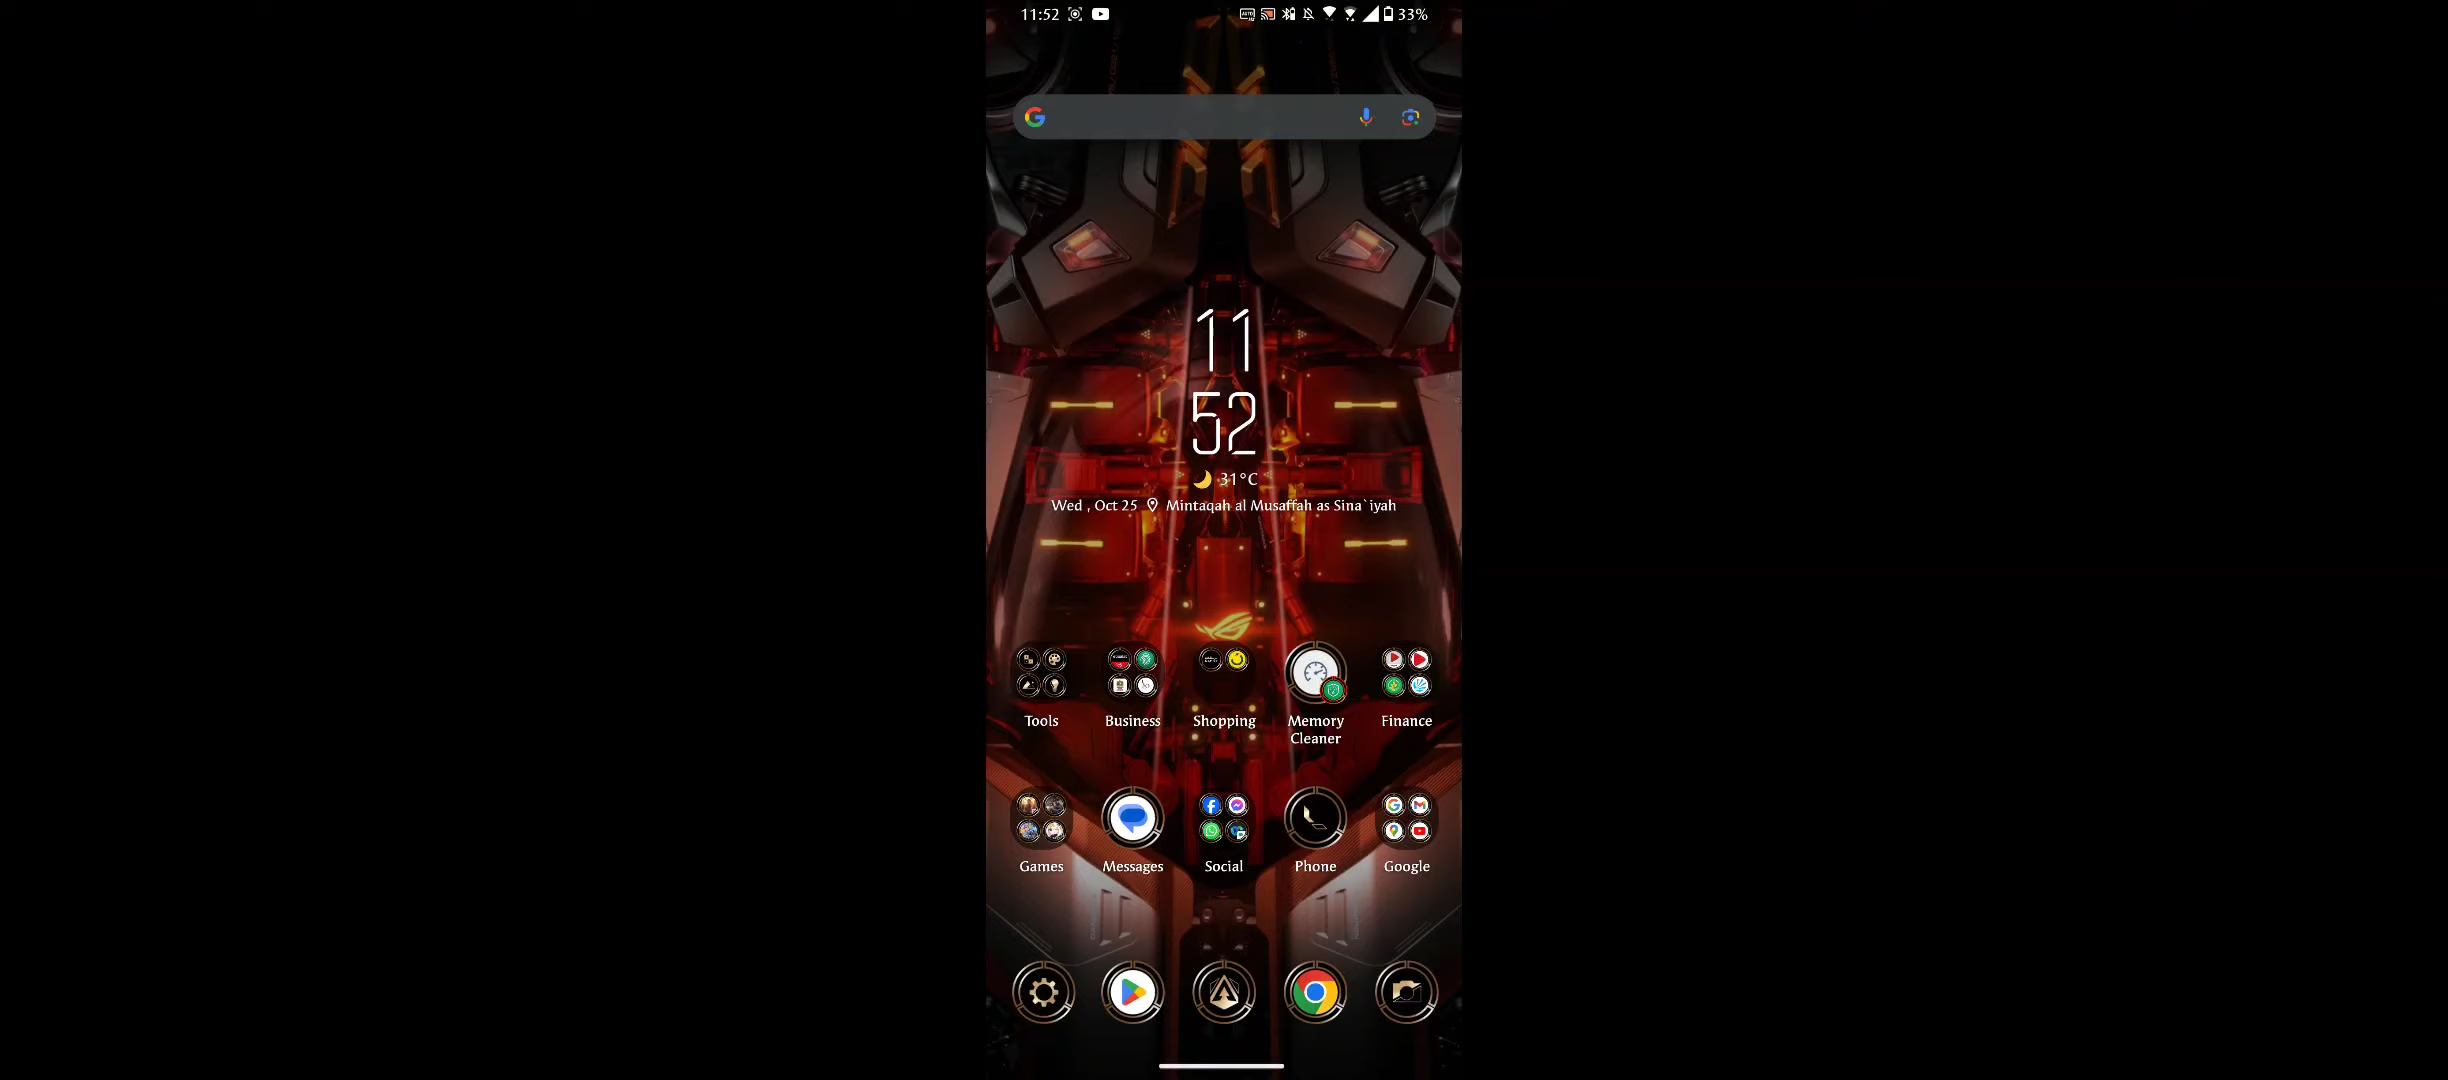 11:52
33%
11
52
31°C
Wed , Oct 25 Mintaqah al Musaffah as Sina`iyah
Tools Business Shopping Memory Cleaner Finance
Games Messages Social Phone Google